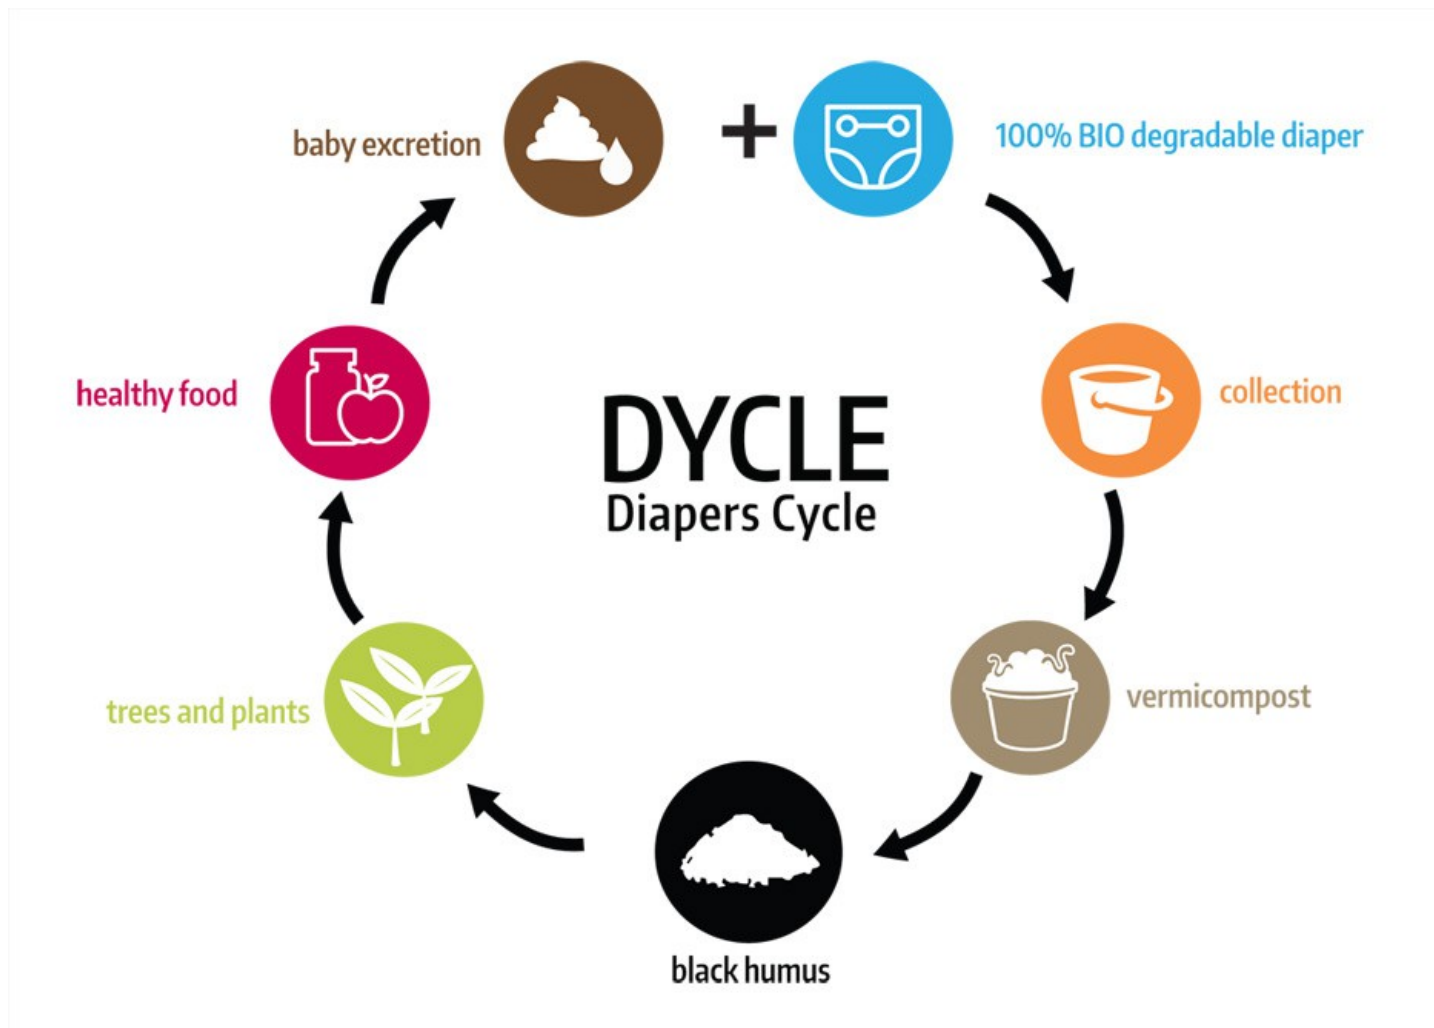 baby excretion
+
100% BIO degradable diaper
healthy food
collection
DYCLE
Diapers Cycle
trees and plants
vermicompost
black humus